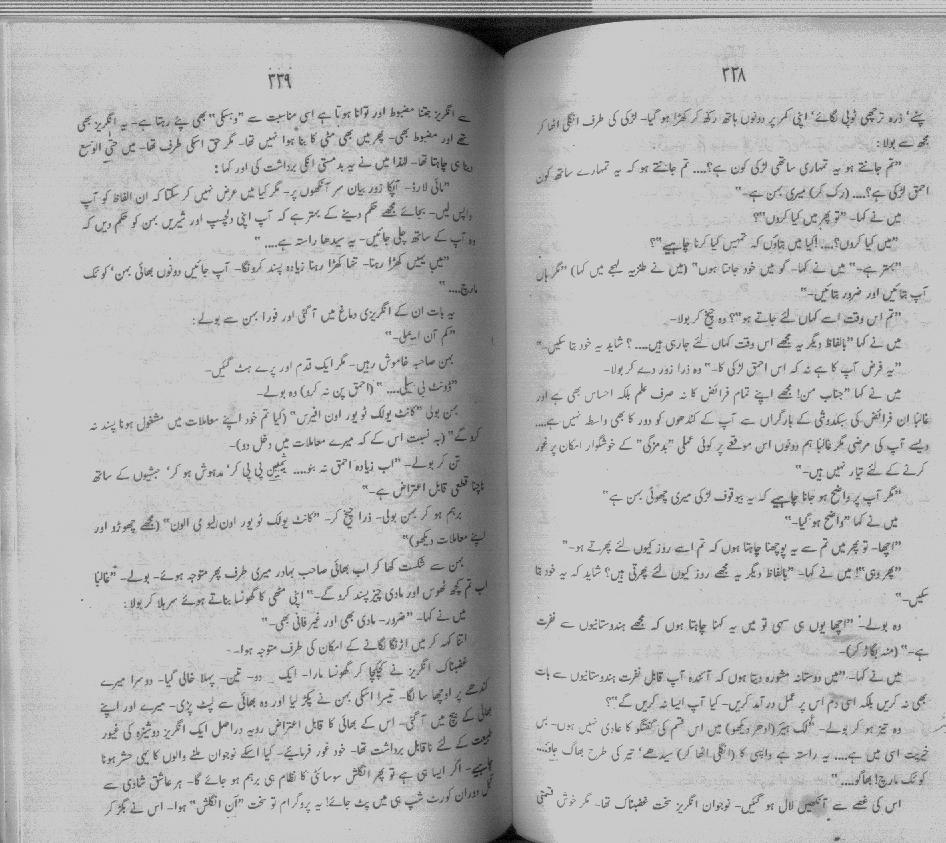 ۳۳۸
پہنے، ذرہ ترچھی ٹوپی لگائے، اپنی کمر پر دونوں ہاتھ رکھ کر کھڑا ہو گیا۔ لڑکی کی طرف انگلی اٹھا کر
مجھ سے بولا:
"تم جانتے ہو یہ تمہاری ساتھی لڑکی کون ہے؟.... تم جانتے ہو کہ یہ تمہارے ساتھ کون
احمق لڑکی ہے؟.... (رک کر) میری بہن ہے۔"
میں نے کہا۔ "تو پھر میں کیا کروں"؟
"میں کیا کروں؟.... !کیا میں بتاؤں کہ تمہیں کیا کرنا چاہیے"؟
"بہتر ہے۔" میں نے کہا۔ گو میں خود جانتا ہوں" (میں نے طنزیہ لہجے میں کہا) "مگر ہاں
آپ بتائیں اور ضرور بتائیں۔"
"تم اس وقت اسے کہاں لئے جاتے ہو"؟ وہ چیخ کر بولا۔
میں نے کہا "بالفاظ دیگر یہ مجھے اس وقت کہاں لئے جا رہی ہیں.... ؟ شاید یہ خود بتا سکیں۔"
"یہ فرض آپ کا ہے نہ کہ اس احمق لڑکی کا۔" وہ ذرا زور دے کر بولا۔
میں نے کہا "جناب من! مجھے اپنے تمام فرائض کا نہ صرف علم بلکہ احساس بھی ہے اور
غالبا ان فرائض کی سبکدوشی کے بارگراں سے آپ کے کندھوں کو دور کا بھی واسطہ نہیں ہے....
ویسے آپ کی مرضی مگر غالبا ہم دونوں اس موقعے پر کوئی عملی "بدمزگی" کے خوشگوار امکان پر غور
کرنے کے لئے تیار نہیں ہیں۔"
"مگر آپ پر واضح ہو جانا چاہیے کہ یہ بیوقوف لڑکی میری چھوٹی بہن ہے"
میں نے کہا "واضح ہو گیا۔"
"اچھا۔ تو پھر میں تم سے یہ پوچھنا چاہتا ہوں کہ تم اسے روز کیوں لئے پھرتے ہو۔"
"پھر وہی"! میں نے کہا۔ "بالفاظ دیگر یہ مجھے روز کیوں لئے پھرتی ہیں؟ شاید کہ یہ خود بتا
سکیں۔"
وہ بولے۔ "اچھا یوں ہی سہی تو میں یہ کہنا چاہتا ہوں کہ مجھے ہندوستانیوں سے نفرت
ہے۔" (منہ بگاڑ کر)۔
میں نے کہا۔ "میں دوستانہ مشورہ دیتا ہوں کہ آئندہ آپ قابل نفرت ہندوستانیوں سے بات
بھی نہ کریں بلکہ اسی دم اس پر عمل در آمد کریں۔ کیا آپ ایسا نہ کریں گے"؟
وہ تیز ہو کر بولے۔ "لک ہیئر (ادھر دیکھو) میں اس قسم کی گفتگو کا عادی نہیں ہوں۔ بس
خیریت اسی میں ہے.... یہ راستہ ہے واپسی کا (انگلی اٹھا کر) سیدھے، تیر کی طرح بھاگ جاؤ....
کوئک مارچ! بھاگو.... "
اس کی غصے سے آنکھیں لال ہو گئیں۔ نوجوان انگریز سخت غضبناک تھا۔ مگر خوش قسمتی
۳۳۹
سے انگریز جتنا مضبوط اور توانا ہوتا ہے اسی مناسبت سے "وہسکی" بھی پئے رہتا ہے۔ یہ انگریز بھی
تھے اور مضبوط بھی۔ پھر میں بھی مٹی کا بنا ہوا نہیں تھا۔ مگر حق اسکی طرف تھا۔ میں حتیٰ الوسع
دینا ہی چاہتا تھا۔ لہٰذا میں نے یہ بدمستی انکی برداشت کی اور کہا:
"مائی لارڈ۔ آپکا زور بیان سر آنکھوں پر۔ مگر کیا میں عرض نہیں کر سکتا کہ ان الفاظ کو آپ
واپس لیں۔ بجائے مجھے حکم دینے کے بہتر ہے کہ آپ اپنی دلچسپ اور شیریں بہن کو حکم دیں کہ
وہ آپ کے ساتھ چلی جائیں۔ یہ سیدھا راستہ ہے.... "
"میں یہیں کھڑا رہنا۔ تنہا کھڑا رہنا زیادہ پسند کرونگا۔ آپ جائیں دونوں بھائی بہن، کوئک
مارچ.... "
یہ بات ان کے انگریزی دماغ میں آ گئی اور فورا بہن سے بولے:
"کم آن ایملی۔"
بہن صاحبہ خاموش رہیں۔ مگر ایک قدم اور پرے ہٹ گئیں۔
"ڈونٹ بی سیلی.... " (احمق پن نہ کرو) وہ بولے۔
بہن بولی "کانٹ یولک ٹو یور اون افیرس" (کیا تم خود اپنے معاملات میں مشغول ہونا پسند نہ
کرو گے" (بہ نسبت اس کے کہ میرے معاملات میں دخل دو)۔
تن کر بولے۔ "اب زیادہ احمق نہ بنو.... شیمپین پی پی کر، مدہوش ہو کر، حبشیوں کے ساتھ
ناچنا قطعی قابل اعتراض ہے۔"
برہم ہو کر بہن بولی۔ ذرا چیخ کر۔ "کانٹ یولک ٹو یور اون لیو می الون" (مجھے چھوڑو اور
اپنے معاملات دیکھو)"
بہن سے شکست کھا کر اب بھائی صاحب بہادر میری طرف پھر متوجہ ہوئے۔ بولے۔ "غالبا
اب تم کچھ ٹھوس اور مادی چیز پسند کرو گے۔" اپنی مٹھی کا گھونسا بناتے ہوئے سر ہلا کر بولا:
میں نے کہا۔ "ضرور۔ مادی بھی اور غیر فانی بھی۔"
اتنا کہہ کر میں اڑنگا لگانے کے امکان کی طرف متوجہ ہوا۔
غضبناک انگریز نے کچکچا کر گھونسا مارا۔ ایک۔ دو۔ تین۔ پہلا خالی گیا۔ دوسرا میرے
کندھے پر اوچھا سا لگا۔ تیسرا اسکی بہن نے پکڑ لیا اور وہ بھائی سے لپٹ پڑی۔ میرے اور اپنے
بھائی کے بیچ میں آ گئی۔ اس کے بھائی کا قابل اعتراض رویہ دراصل ایک انگریز دوشیزہ کی غیور
طبیعت کے لئے ناقابل برداشت تھا۔ خود غور فرمائیے۔ کیا اسکے نوجوان ملنے والوں کا یہی حشر ہونا
چاہیے۔ اگر ایسا ہی ہے تو پھر انگلش سوسائٹی کا نظام ہی برہم ہو جائے گا۔ ہر عاشق شادی سے
قبل دوران کورٹ شپ ہی میں پٹ جائے! یہ پروگرام تو سخت "اَن انگلش" ہوا۔ اس نے بگڑ کر